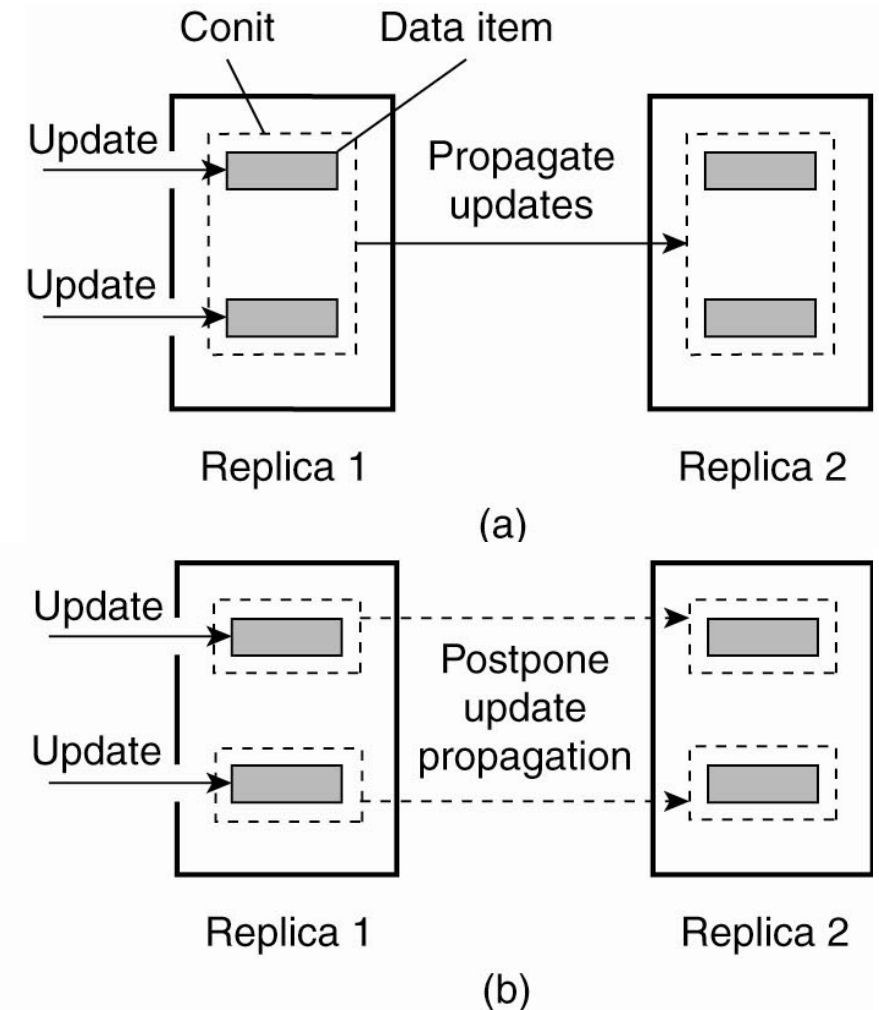 Conit
Data item
Update
Propagate
updates
Update
Replica 1
Replica 2
(a)
Update
Postpone
update
propagation
Update
Replica 1
Replica 2
(b)